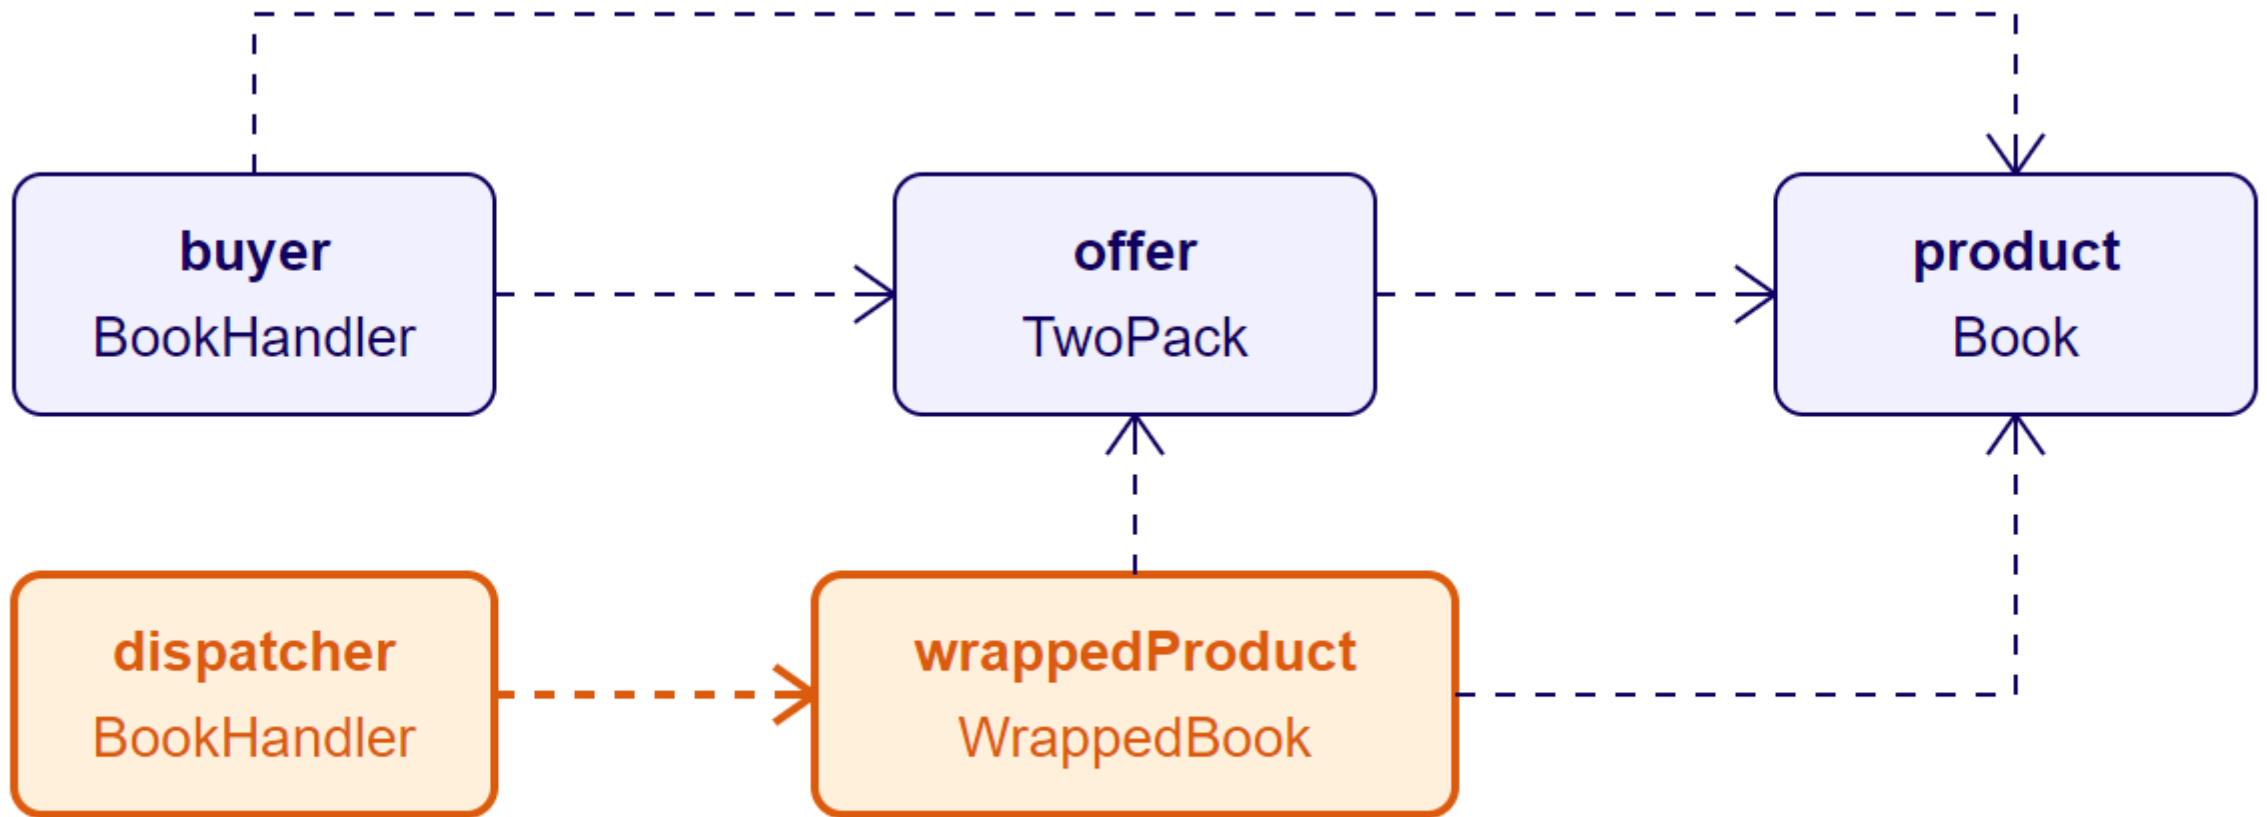 buyer
BookHandler
offer
TwoPack
product
Book
dispatcher
BookHandler
wrappedProduct
WrappedBook